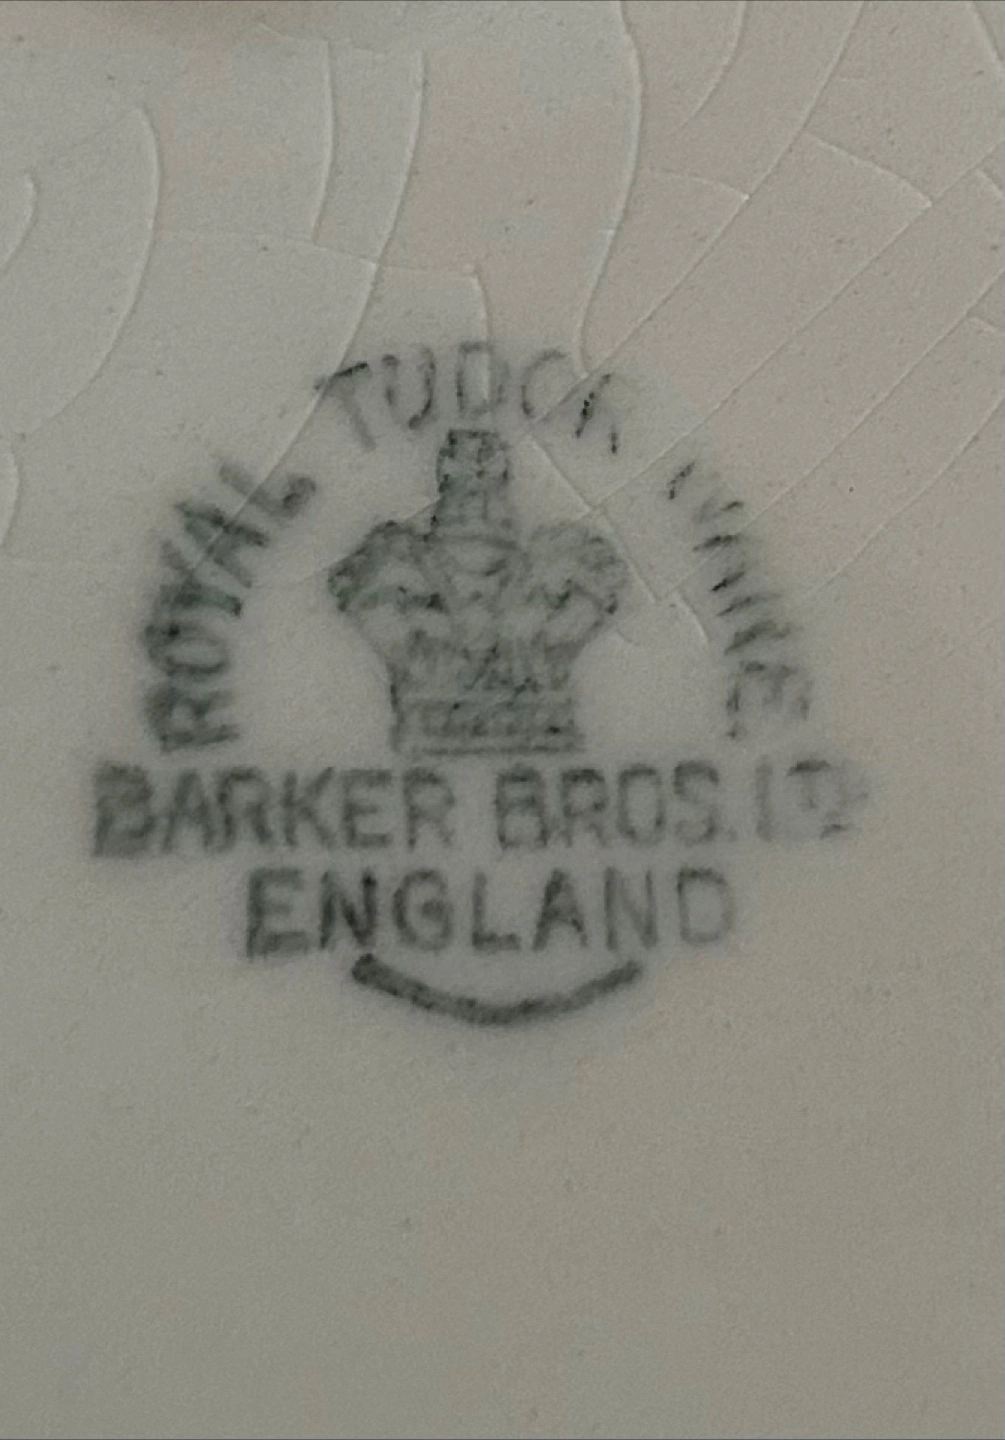 ROYAL TUDOR WARE
BARKER BROS. LTD
ENGLAND